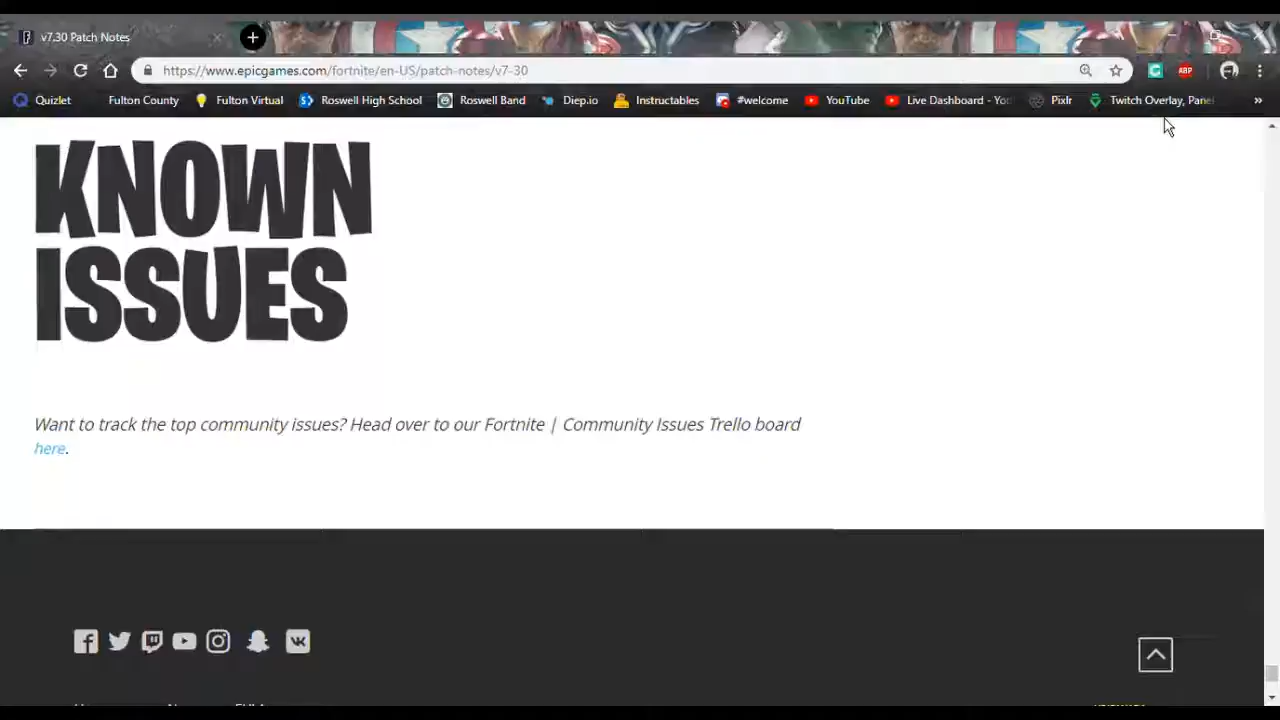 v7.30 Patch Notes
https://www.epicgames.com/fortnite/en-US/patch-notes/v7-30
ABP
Quizlet Fulton County Fulton Virtual Roswell High School Roswell Band Diep.io Instructables #welcome YouTube Live Dashboard - You Pixlr Twitch Overlay, Pane »
KNOWN
ISSUES
Want to track the top community issues? Head over to our Fortnite | Community Issues Trello board
here.